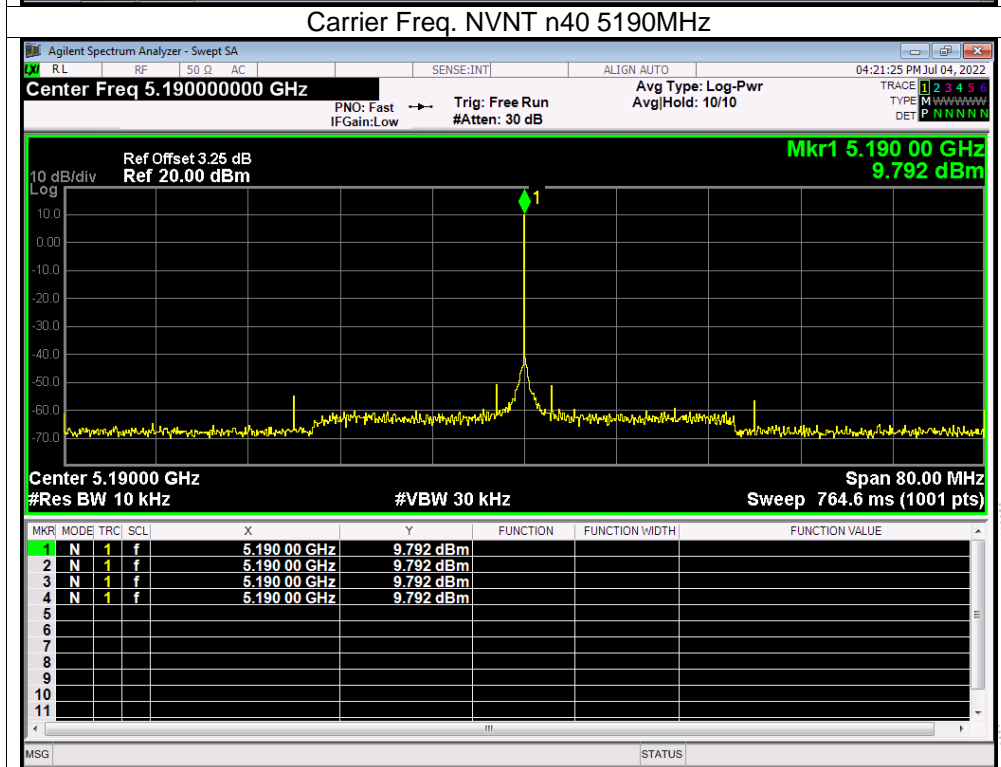 Carrier Freq. NVNT n40 5190MHz
Agilent Spectrum Analyzer - Swept SA
LXI RL RF 50 Ω AC SENSE:INT ALIGN AUTO 04:21:25 PM Jul 04, 2022
Center Freq 5.190000000 GHz Avg Type: Log-Pwr TRACE 1 2 3 4 5 6
PNO: Fast Trig: Free Run Avg|Hold: 10/10 TYPE M WWWWW
IFGain:Low #Atten: 30 dB DET P N N N N N
Mkr1 5.190 00 GHz
Ref Offset 3.25 dB
10 dB/div Ref 20.00 dBm 9.792 dBm
Log
1
10.0
0.00
-10.0
-20.0
-30.0
-40.0
-50.0
-60.0
-70.0
Center 5.19000 GHz Span 80.00 MHz
#Res BW 10 kHz #VBW 30 kHz Sweep 764.6 ms (1001 pts)
MKR MODE TRC SCL X Y FUNCTION FUNCTION WIDTH FUNCTION VALUE
1 N 1 f 5.190 00 GHz 9.792 dBm
2 N 1 f 5.190 00 GHz 9.792 dBm
3 N 1 f 5.190 00 GHz 9.792 dBm
4 N 1 f 5.190 00 GHz 9.792 dBm
5
6
7
8
9
10
11
MSG STATUS